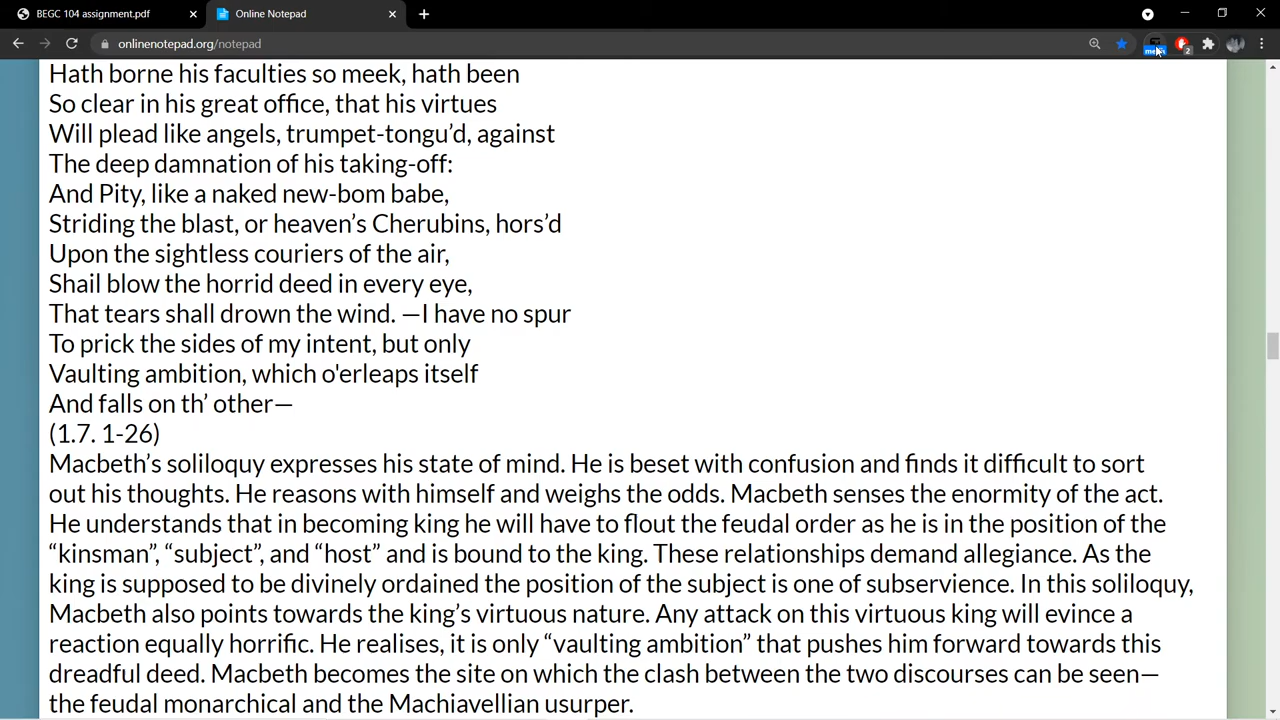 BEGC 104 assignment.pdf
Online Notepad
onlinenotepad.org/notepad
2
Hath borne his faculties so meek, hath been
So clear in his great office, that his virtues
Will plead like angels, trumpet-tongu’d, against
The deep damnation of his taking-off:
And Pity, like a naked new-bom babe,
Striding the blast, or heaven’s Cherubins, hors’d
Upon the sightless couriers of the air,
Shail blow the horrid deed in every eye,
That tears shall drown the wind. —I have no spur
To prick the sides of my intent, but only
Vaulting ambition, which o'erleaps itself
And falls on th’ other—
(1.7. 1-26)
Macbeth’s soliloquy expresses his state of mind. He is beset with confusion and finds it difficult to sort
out his thoughts. He reasons with himself and weighs the odds. Macbeth senses the enormity of the act.
He understands that in becoming king he will have to flout the feudal order as he is in the position of the
“kinsman”, “subject”, and “host” and is bound to the king. These relationships demand allegiance. As the
king is supposed to be divinely ordained the position of the subject is one of subservience. In this soliloquy,
Macbeth also points towards the king’s virtuous nature. Any attack on this virtuous king will evince a
reaction equally horrific. He realises, it is only “vaulting ambition” that pushes him forward towards this
dreadful deed. Macbeth becomes the site on which the clash between the two discourses can be seen—
the feudal monarchical and the Machiavellian usurper.